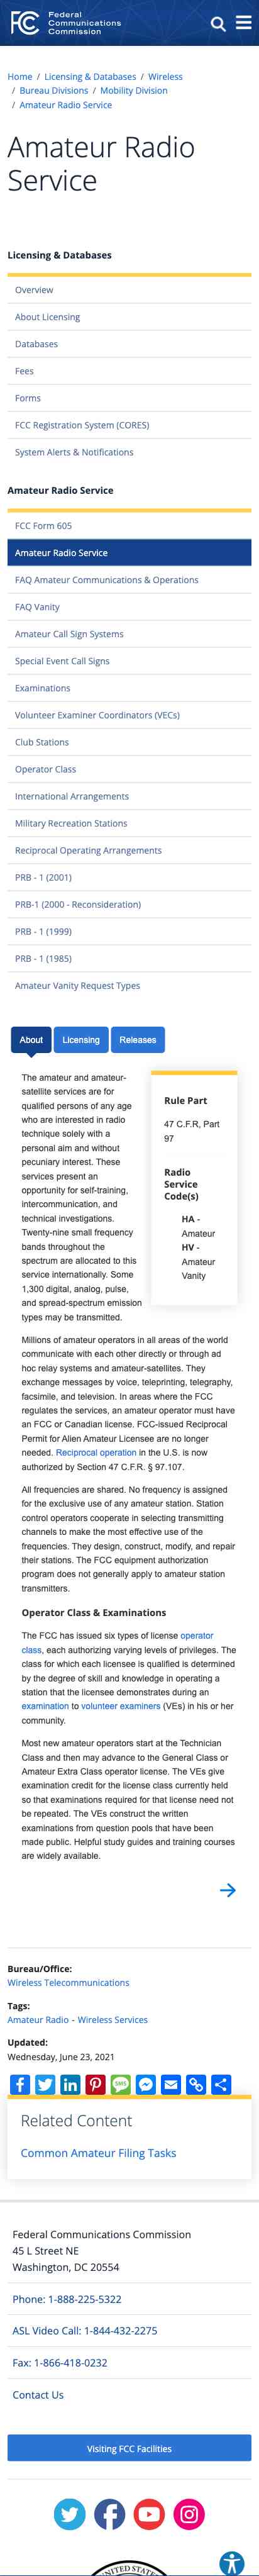 Federal
Communications
Commission
Home / Licensing & Databases / Wireless
/ Bureau Divisions / Mobility Division
/ Amateur Radio Service
Amateur Radio
Service
Licensing & Databases
Overview
About Licensing
Databases
Fees
Forms
FCC Registration System (CORES)
System Alerts & Notifications
Amateur Radio Service
FCC Form 605
Amateur Radio Service
FAQ Amateur Communications & Operations
FAQ Vanity
Amateur Call Sign Systems
Special Event Call Signs
Examinations
Volunteer Examiner Coordinators (VECs)
Club Stations
Operator Class
International Arrangements
Military Recreation Stations
Reciprocal Operating Arrangements
PRB - 1 (2001)
PRB-1 (2000 - Reconsideration)
PRB - 1 (1999)
PRB - 1 (1985)
Amateur Vanity Request Types
About Licensing Releases
The amateur and amateur-
satellite services are for
qualified persons of any age
who are interested in radio
technique solely with a
personal aim and without
pecuniary interest. These
services present an
opportunity for self-training,
intercommunication, and
technical investigations.
Twenty-nine small frequency
bands throughout the
spectrum are allocated to this
service internationally. Some
1,300 digital, analog, pulse,
and spread-spectrum emission
types may be transmitted.
Rule Part
47 C.F.R, Part
97
Radio
Service
Code(s)
HA -
Amateur
HV -
Amateur
Vanity
Millions of amateur operators in all areas of the world
communicate with each other directly or through ad
hoc relay systems and amateur-satellites. They
exchange messages by voice, teleprinting, telegraphy,
facsimile, and television. In areas where the FCC
regulates the services, an amateur operator must have
an FCC or Canadian license. FCC-issued Reciprocal
Permit for Alien Amateur Licensee are no longer
needed. Reciprocal operation in the U.S. is now
authorized by Section 47 C.F.R. § 97.107.
All frequencies are shared. No frequency is assigned
for the exclusive use of any amateur station. Station
control operators cooperate in selecting transmitting
channels to make the most effective use of the
frequencies. They design, construct, modify, and repair
their stations. The FCC equipment authorization
program does not generally apply to amateur station
transmitters.
Operator Class & Examinations
The FCC has issued six types of license operator
class, each authorizing varying levels of privileges. The
class for which each licensee is qualified is determined
by the degree of skill and knowledge in operating a
station that the licensee demonstrates during an
examination to volunteer examiners (VEs) in his or her
community.
Most new amateur operators start at the Technician
Class and then may advance to the General Class or
Amateur Extra Class operator license. The VEs give
examination credit for the license class currently held
so that examinations required for that license need not
be repeated. The VEs construct the written
examinations from question pools that have been
made public. Helpful study guides and training courses
are widely available.
Bureau/Office:
Wireless Telecommunications
Tags:
Amateur Radio - Wireless Services
Updated:
Wednesday, June 23, 2021
SMS
Related Content
Common Amateur Filing Tasks
Federal Communications Commission
45 L Street NE
Washington, DC 20554
Phone: 1-888-225-5322
ASL Video Call: 1-844-432-2275
Fax: 1-866-418-0232
Contact Us
Visiting FCC Facilities
UNITED STATES